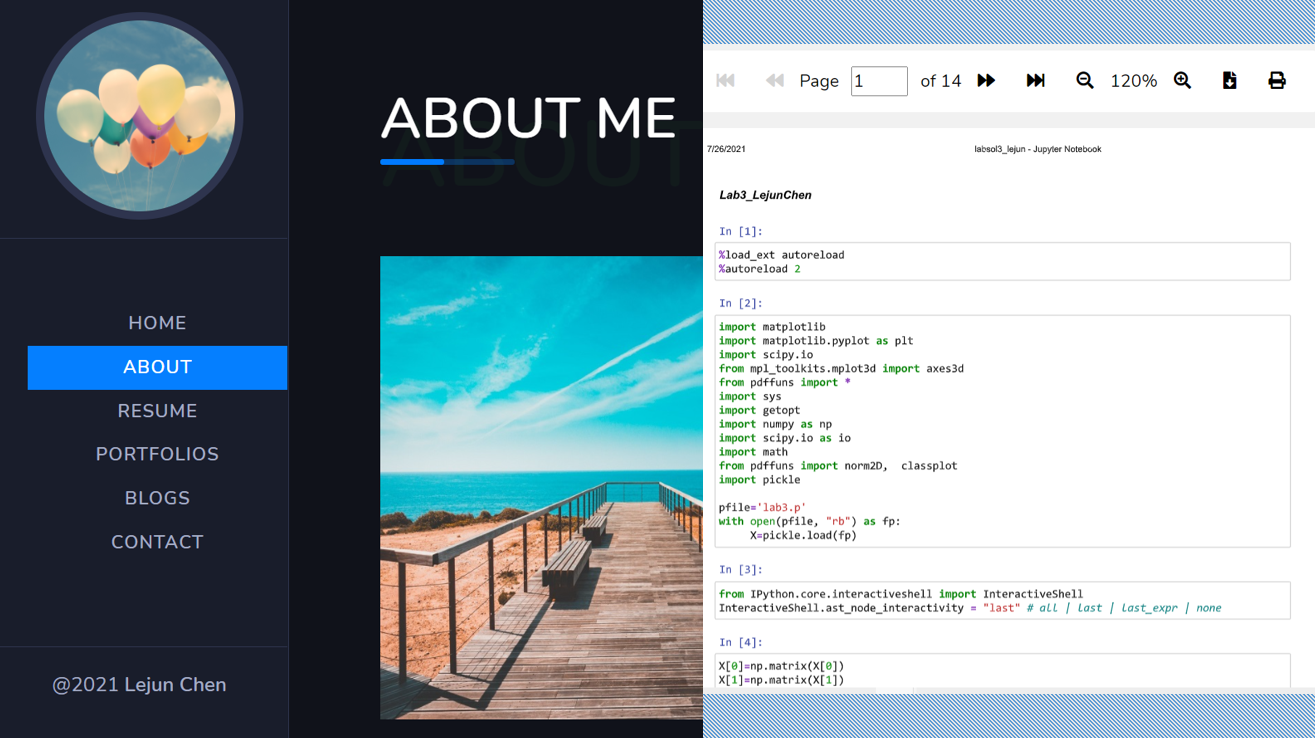 HOME
ABOUT
RESUME
PORTFOLIOS
BLOGS
CONTACT
@2021 Lejun Chen
ABOUT ME
ABOUT
Page 1 of 14 120%
7/26/2021 labsol3_lejun - Jupyter Notebook
Lab3_LejunChen
In [1]:
%load_ext autoreload
%autoreload 2
In [2]:
import matplotlib
import matplotlib.pyplot as plt
import scipy.io
from mpl_toolkits.mplot3d import axes3d
from pdffuns import *
import sys
import getopt
import numpy as np
import scipy.io as io
import math
from pdffuns import norm2D,  classplot
import pickle
pfile='lab3.p'
with open(pfile, "rb") as fp:
     X=pickle.load(fp)
In [3]:
from IPython.core.interactiveshell import InteractiveShell
InteractiveShell.ast_node_interactivity = "last" # all | last | last_expr | none
In [4]:
X[0]=np.matrix(X[0])
X[1]=np.matrix(X[1])